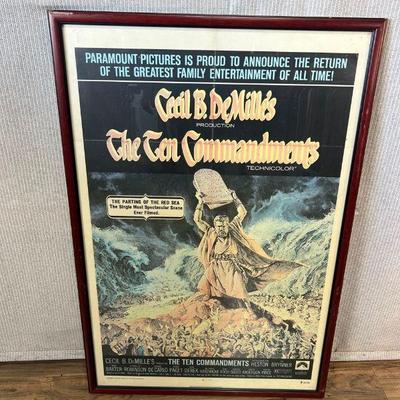 PARAMOUNT PICTURES IS PROUD TO ANNOUNCE THE RETURN
OF THE GREATEST FAMILY ENTERTAINMENT OF ALL TIME!
Cecil B. DeMille's
PRODUCTION
The Ten Commandments
TECHNICOLOR®
THE PARTING OF THE RED SEA
The Single Most Spectacular Scene
Ever Filmed.
CECIL B. DEMILLE'S THE TEN COMMANDMENTS HESTON BRYNNER
BAXTER ROBINSON DE CARLO PAGET DEREK